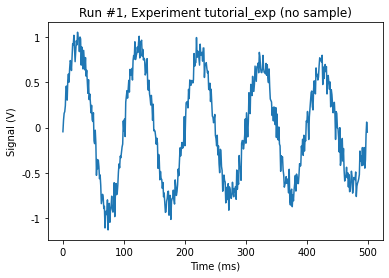 Run #1, Experiment tutorial_exp (no sample)
1
0.5
0
-0.5
-1
Signal (V)
0 100 200 300 400 500
Time (ms)